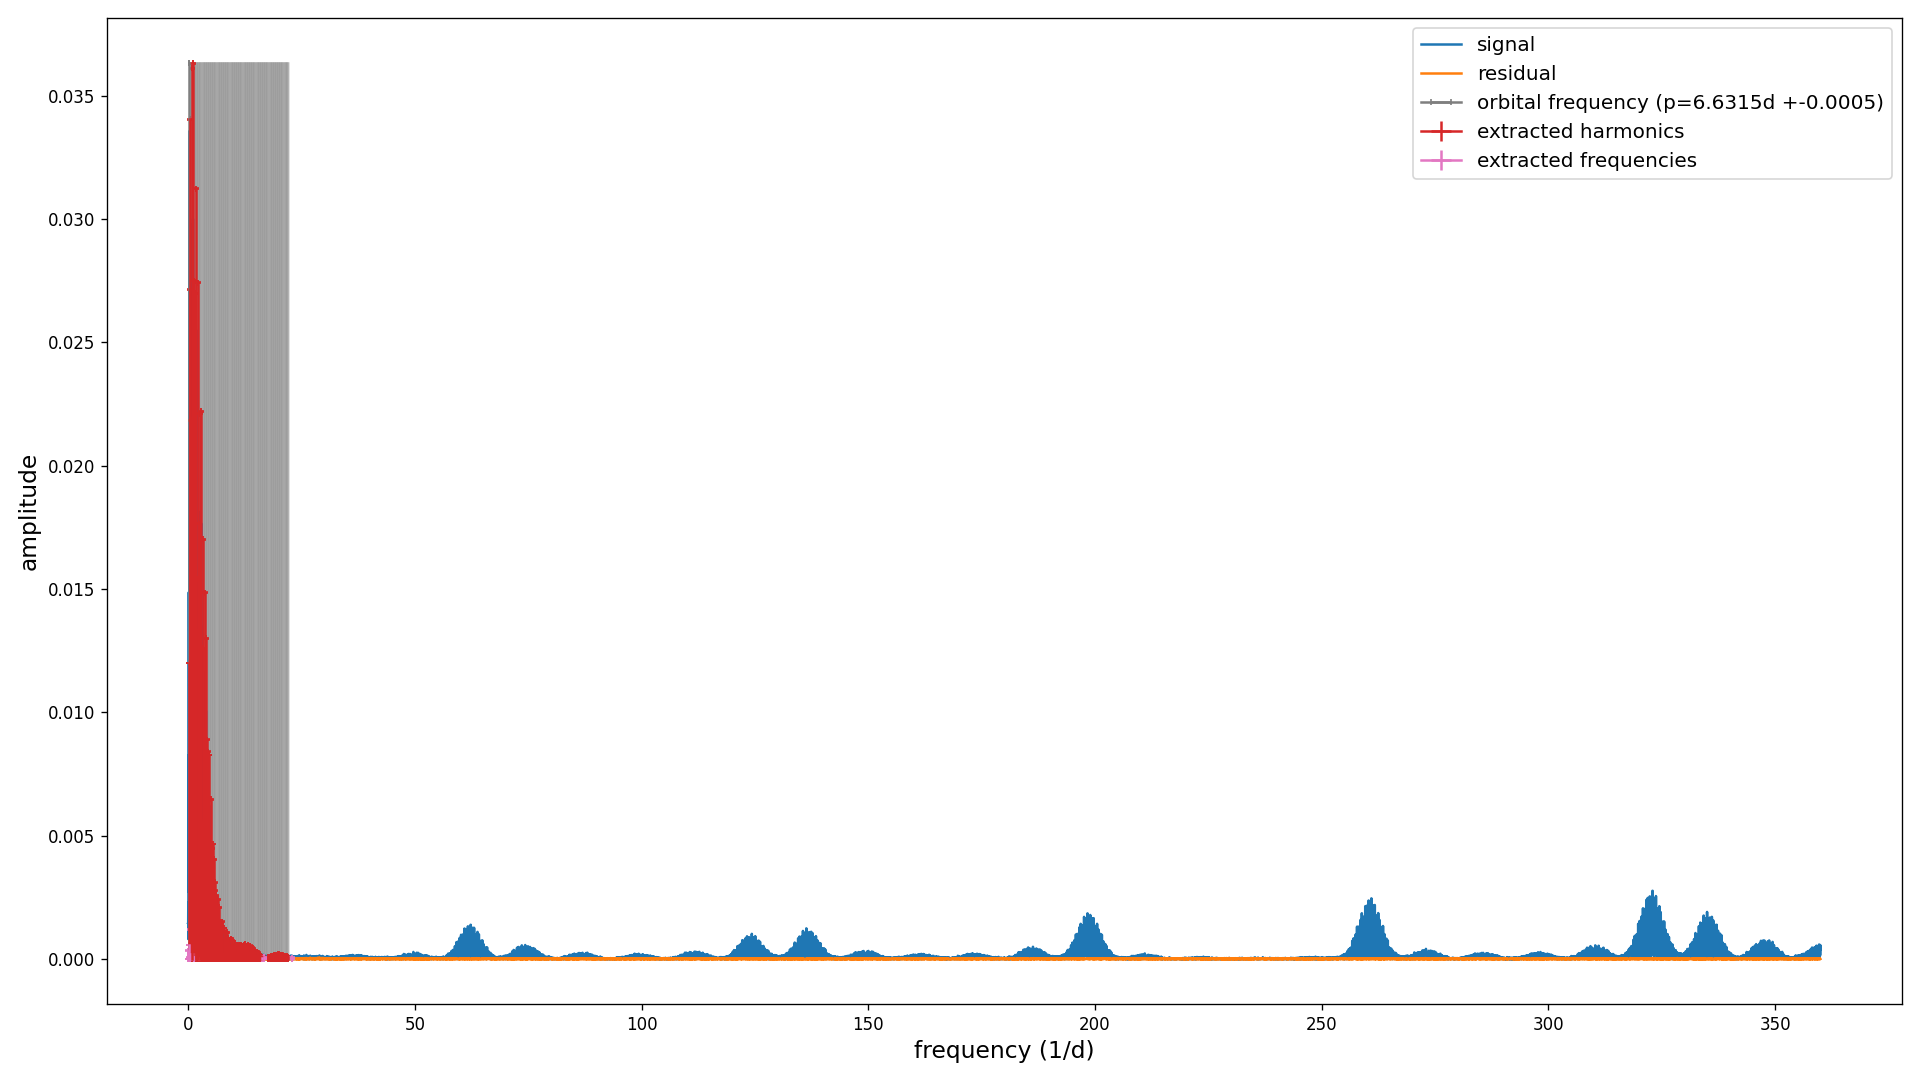 signal
residual
orbital frequency (p=6.6315d +-0.0005)
extracted harmonics
extracted frequencies
amplitude
0.035
0.030
0.025
0.020
0.015
0.010
0.005
0.000
0 50 100 150 200 250 300 350
frequency (1/d)